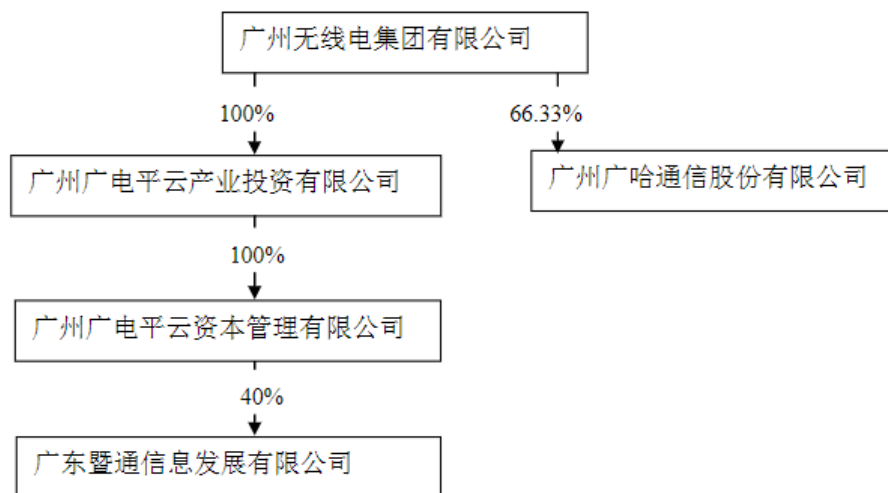 广州无线电集团有限公司
100%
66.33%
广州广电平云产业投资有限公司
广州广哈通信股份有限公司
100%
广州广电平云资本管理有限公司
40%
广东暨通信息发展有限公司